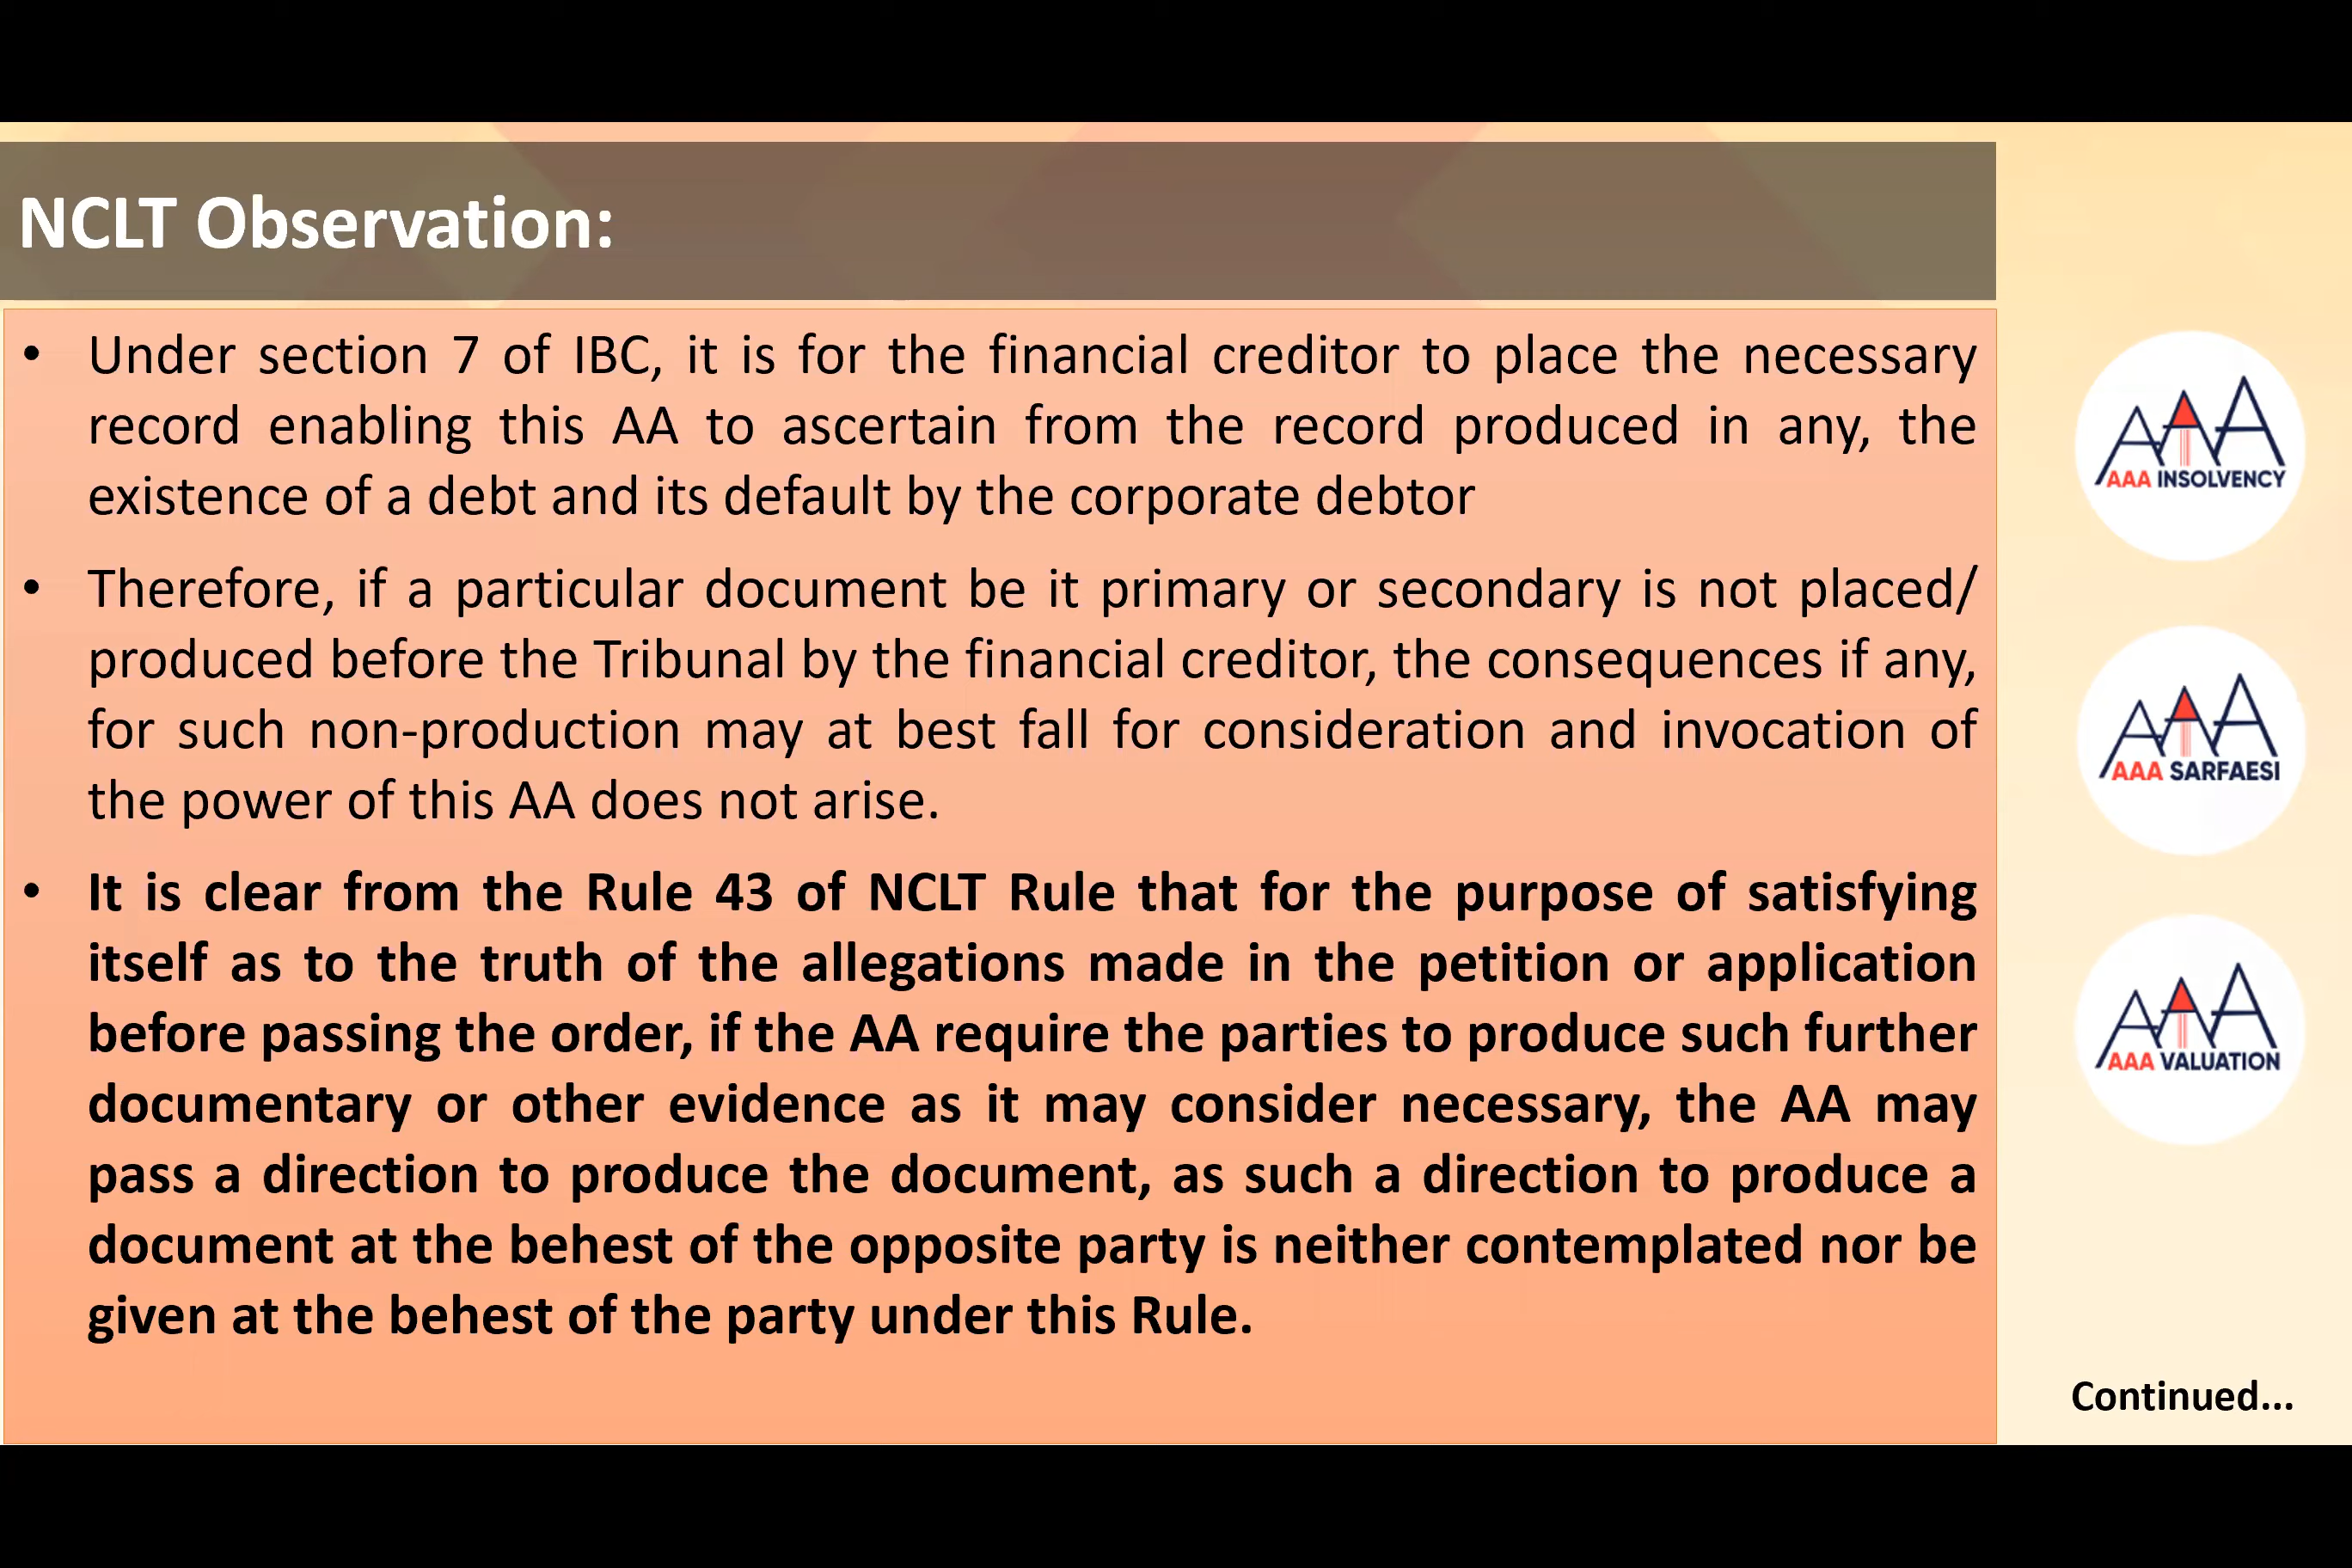 NCLT Observation:
• Under section 7 of IBC, it is for the financial creditor to place the necessary
record enabling this AA to ascertain from the record produced in any, the
existence of a debt and its default by the corporate debtor
• Therefore, if a particular document be it primary or secondary is not placed/
produced before the Tribunal by the financial creditor, the consequences if any,
for such non-production may at best fall for consideration and invocation of
the power of this AA does not arise.
• It is clear from the Rule 43 of NCLT Rule that for the purpose of satisfying
itself as to the truth of the allegations made in the petition or application
before passing the order, if the AA require the parties to produce such further
documentary or other evidence as it may consider necessary, the AA may
pass a direction to produce the document, as such a direction to produce a
document at the behest of the opposite party is neither contemplated nor be
given at the behest of the party under this Rule.
AAA
AAA INSOLVENCY
AAA
AAA SARFAESI
AAA
AAA VALUATION
Continued...